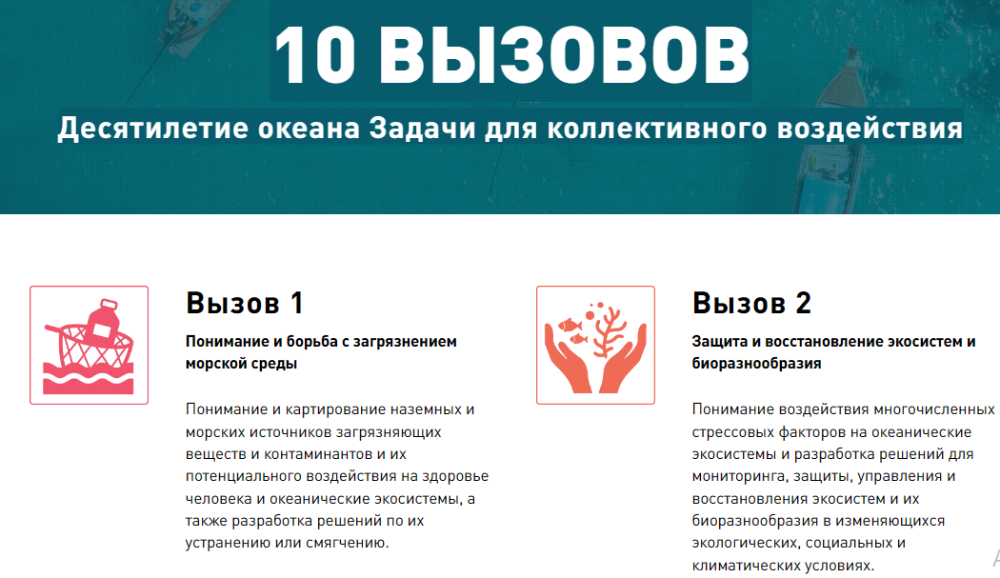 10 ВЫЗОВОВ
Десятилетие океана Задачи для коллективного воздействия
Вызов 1
Понимание и борьба с загрязнением
морской среды
Понимание и картирование наземных и
морских источников загрязняющих
веществ и контаминантов и их
потенциального воздействия на здоровье
человека и океанические экосистемы, а
также разработка решений по их
устранению или смягчению.
Вызов 2
Защита и восстановление экосистем и
биоразнообразия
Понимание воздействия многочисленных
стрессовых факторов на океанические
экосистемы и разработка решений для
мониторинга, защиты, управления и
восстановления экосистем и их
биоразнообразия в изменяющихся
экологических, социальных и
климатических условиях.